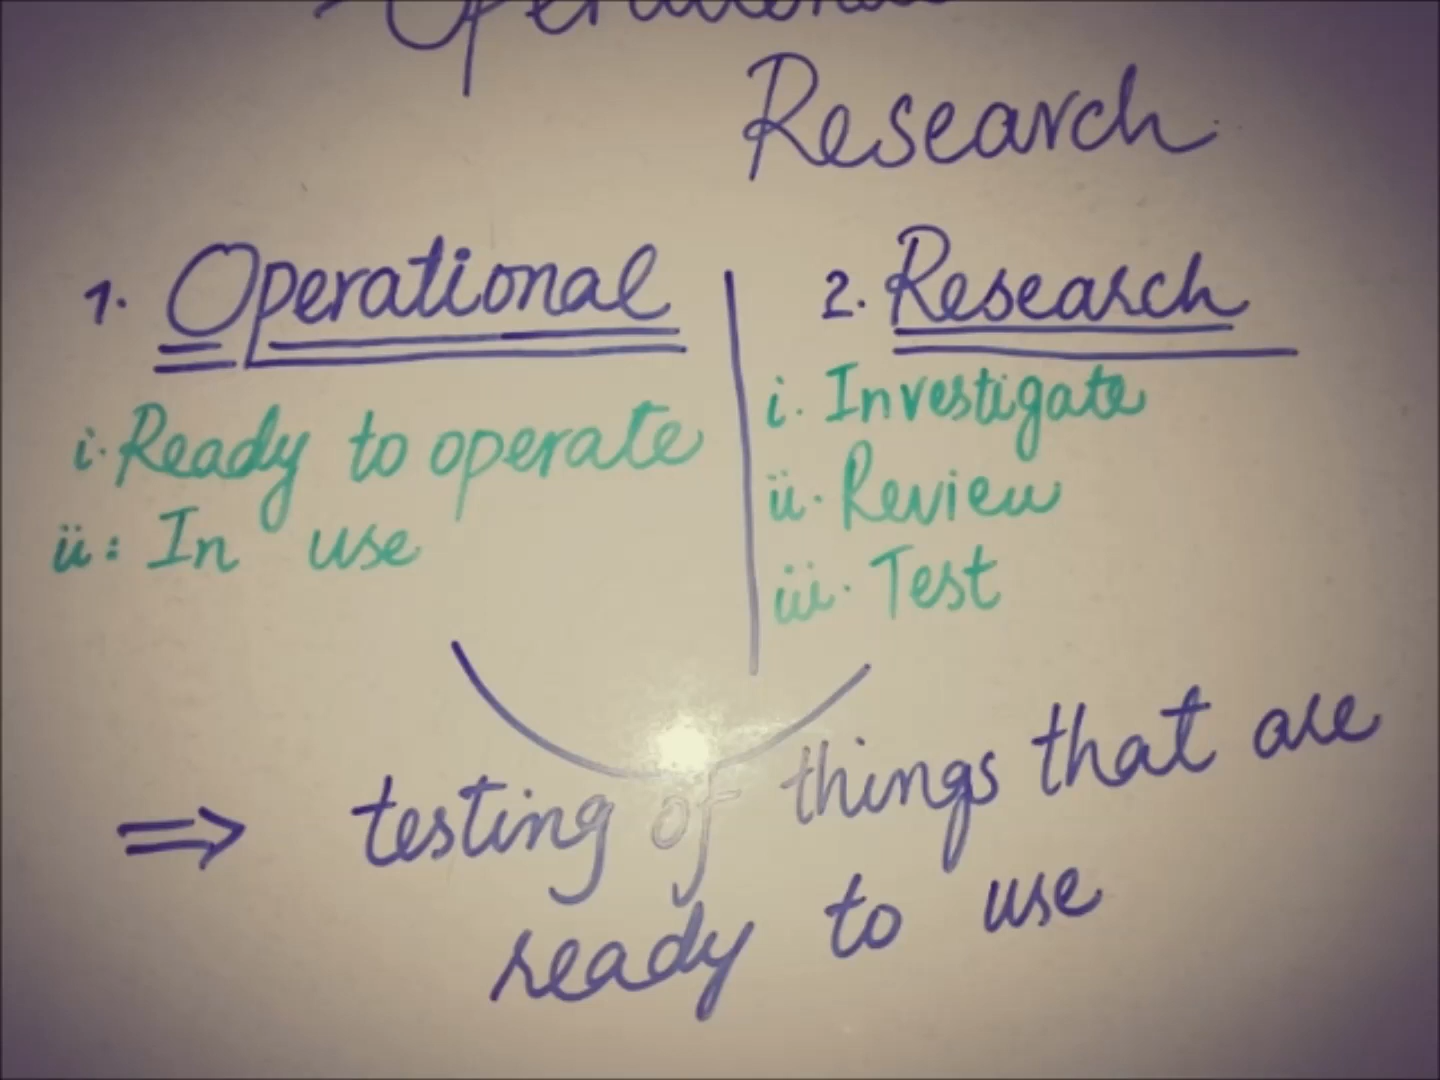 Operational
Research
1. Operational
i. Ready to operate
ii. In use
2. Research
i. Investigate
ii. Review
iii. Test
⇒ testing of things that are
ready to use